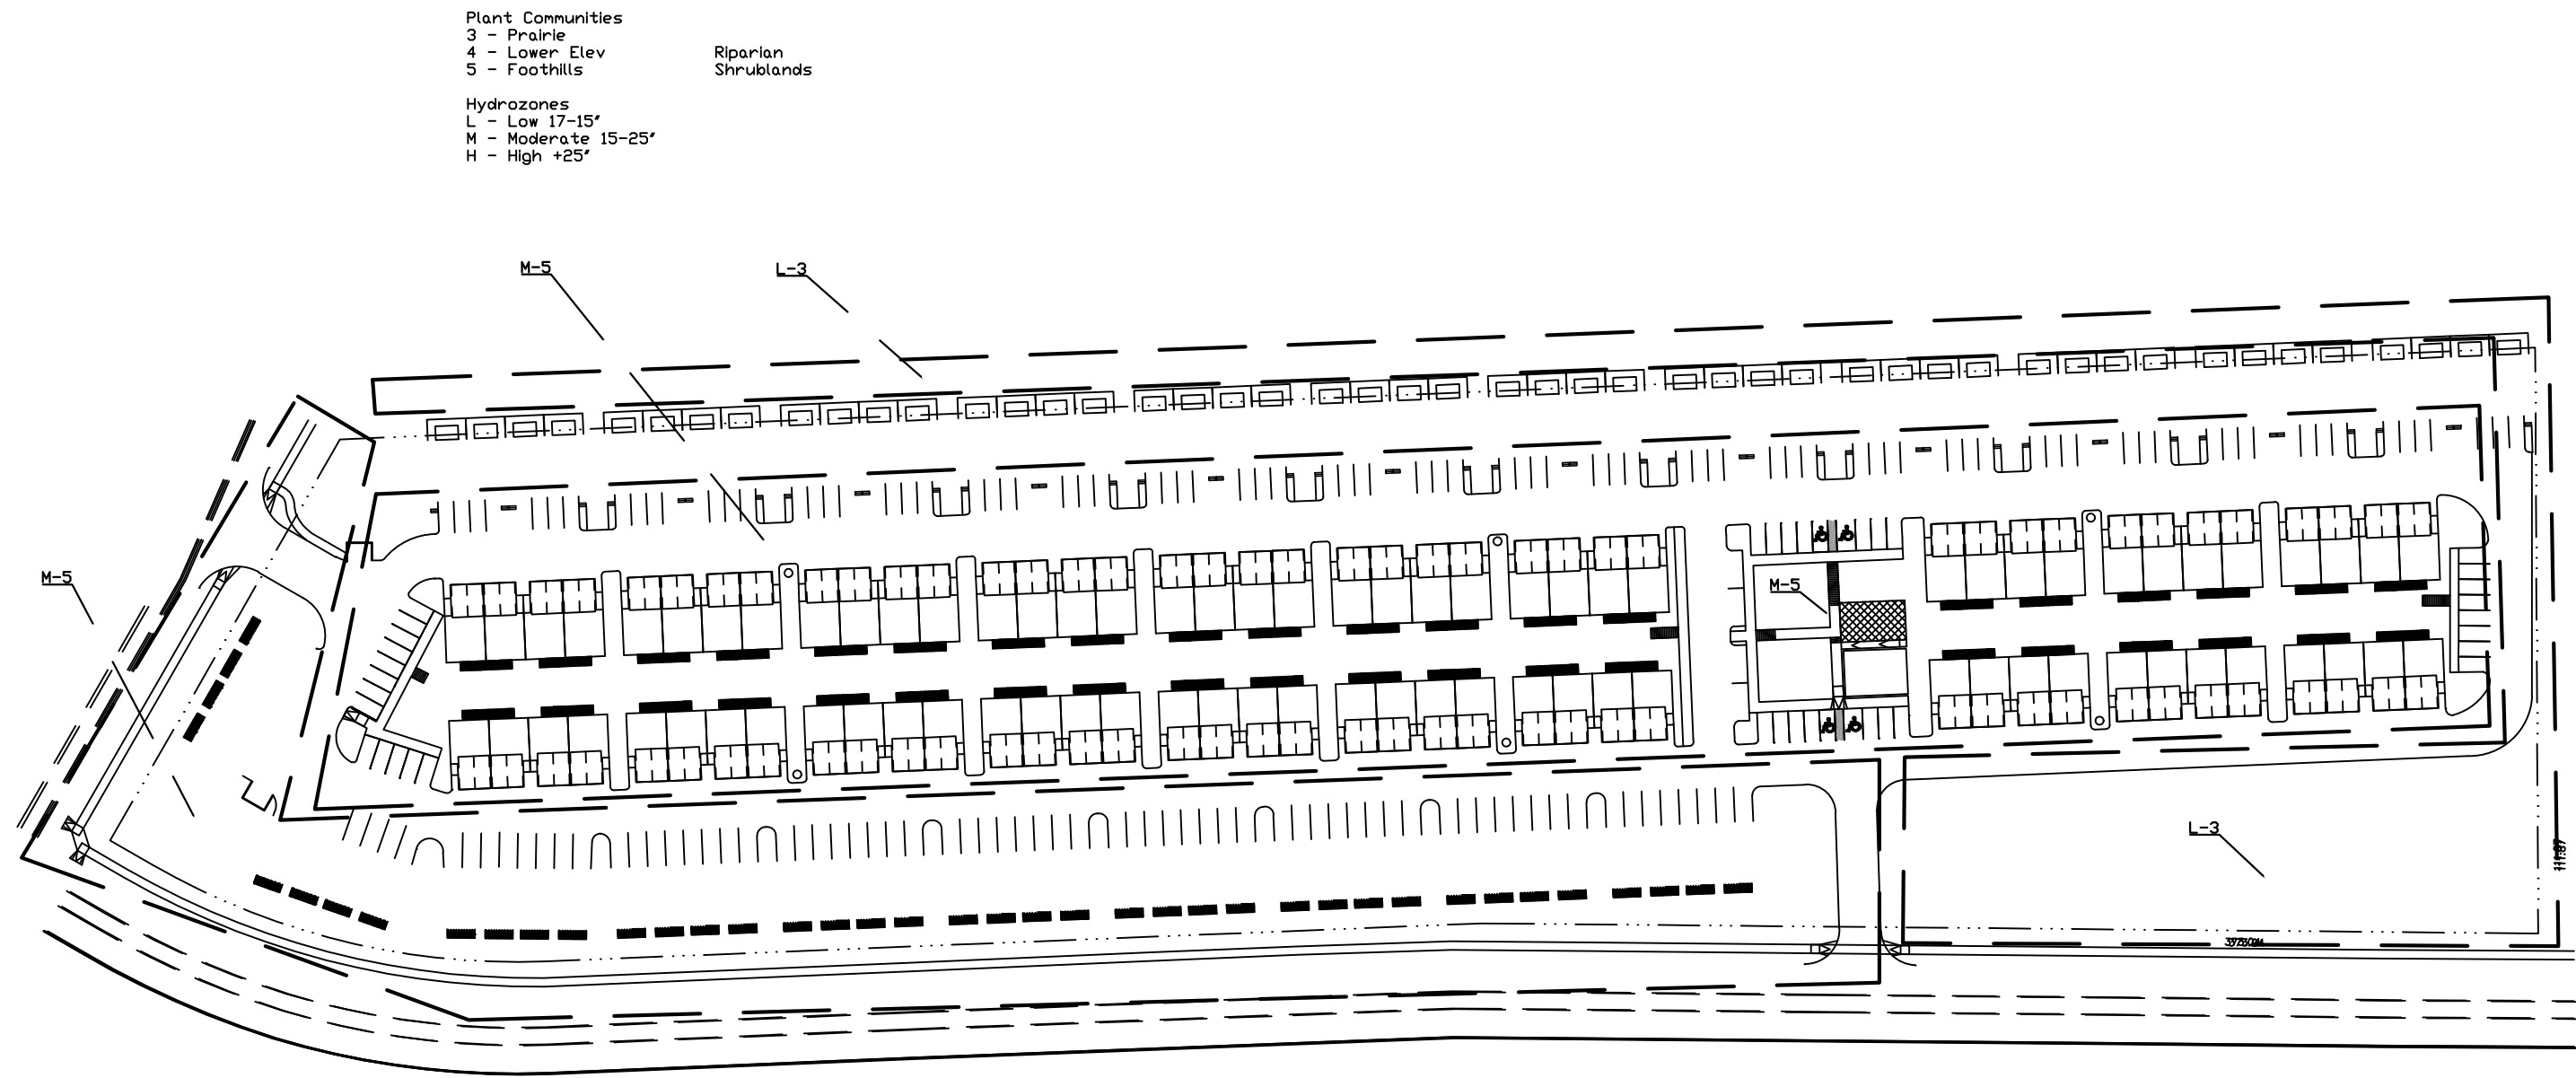 Plant Communities
3 - Prairie
4 - Lower Elev Riparian
5 - Foothills Shrublands
Hydrozones
L - Low 17-15"
M - Moderate 15-25"
H - High +25"
M-5
L-3
M-5
M-5
L-3